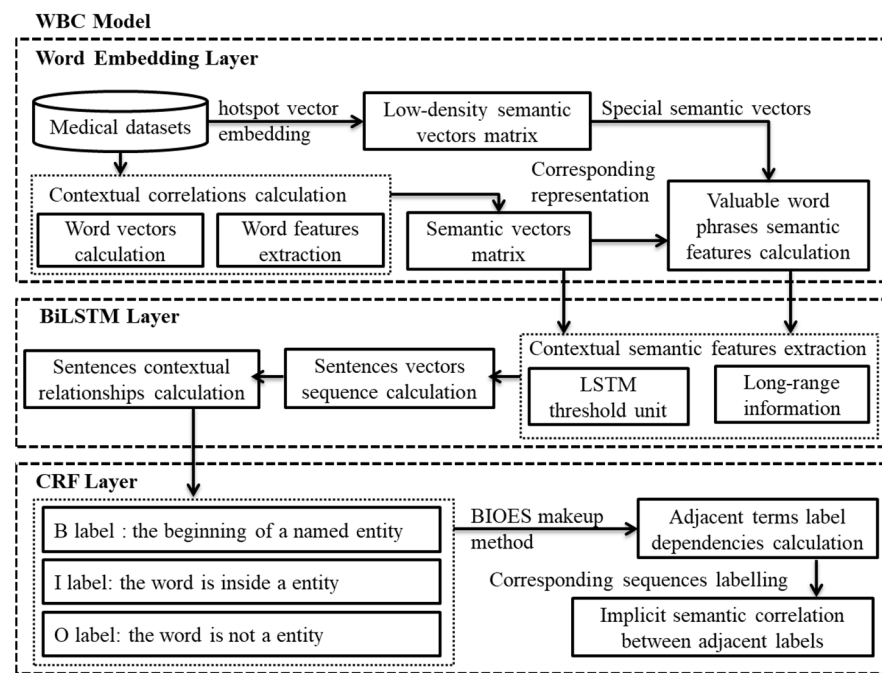 WBC Model
Word Embedding Layer
Medical datasets
hotspot vector
embedding
Low-density semantic
vectors matrix
Special semantic vectors
Contextual correlations calculation
Word vectors
calculation
Word features
extraction
Semantic vectors
matrix
Corresponding
representation
Valuable word
phrases semantic
features calculation
BiLSTM Layer
Sentences contextual
relationships calculation
Sentences vectors
sequence calculation
Contextual semantic features extraction
LSTM
threshold unit
Long-range
information
CRF Layer
B label : the beginning of a named entity
I label: the word is inside a entity
O label: the word is not a entity
BIOES makeup
method
Adjacent terms label
dependencies calculation
Corresponding sequences labelling
Implicit semantic correlation
between adjacent labels